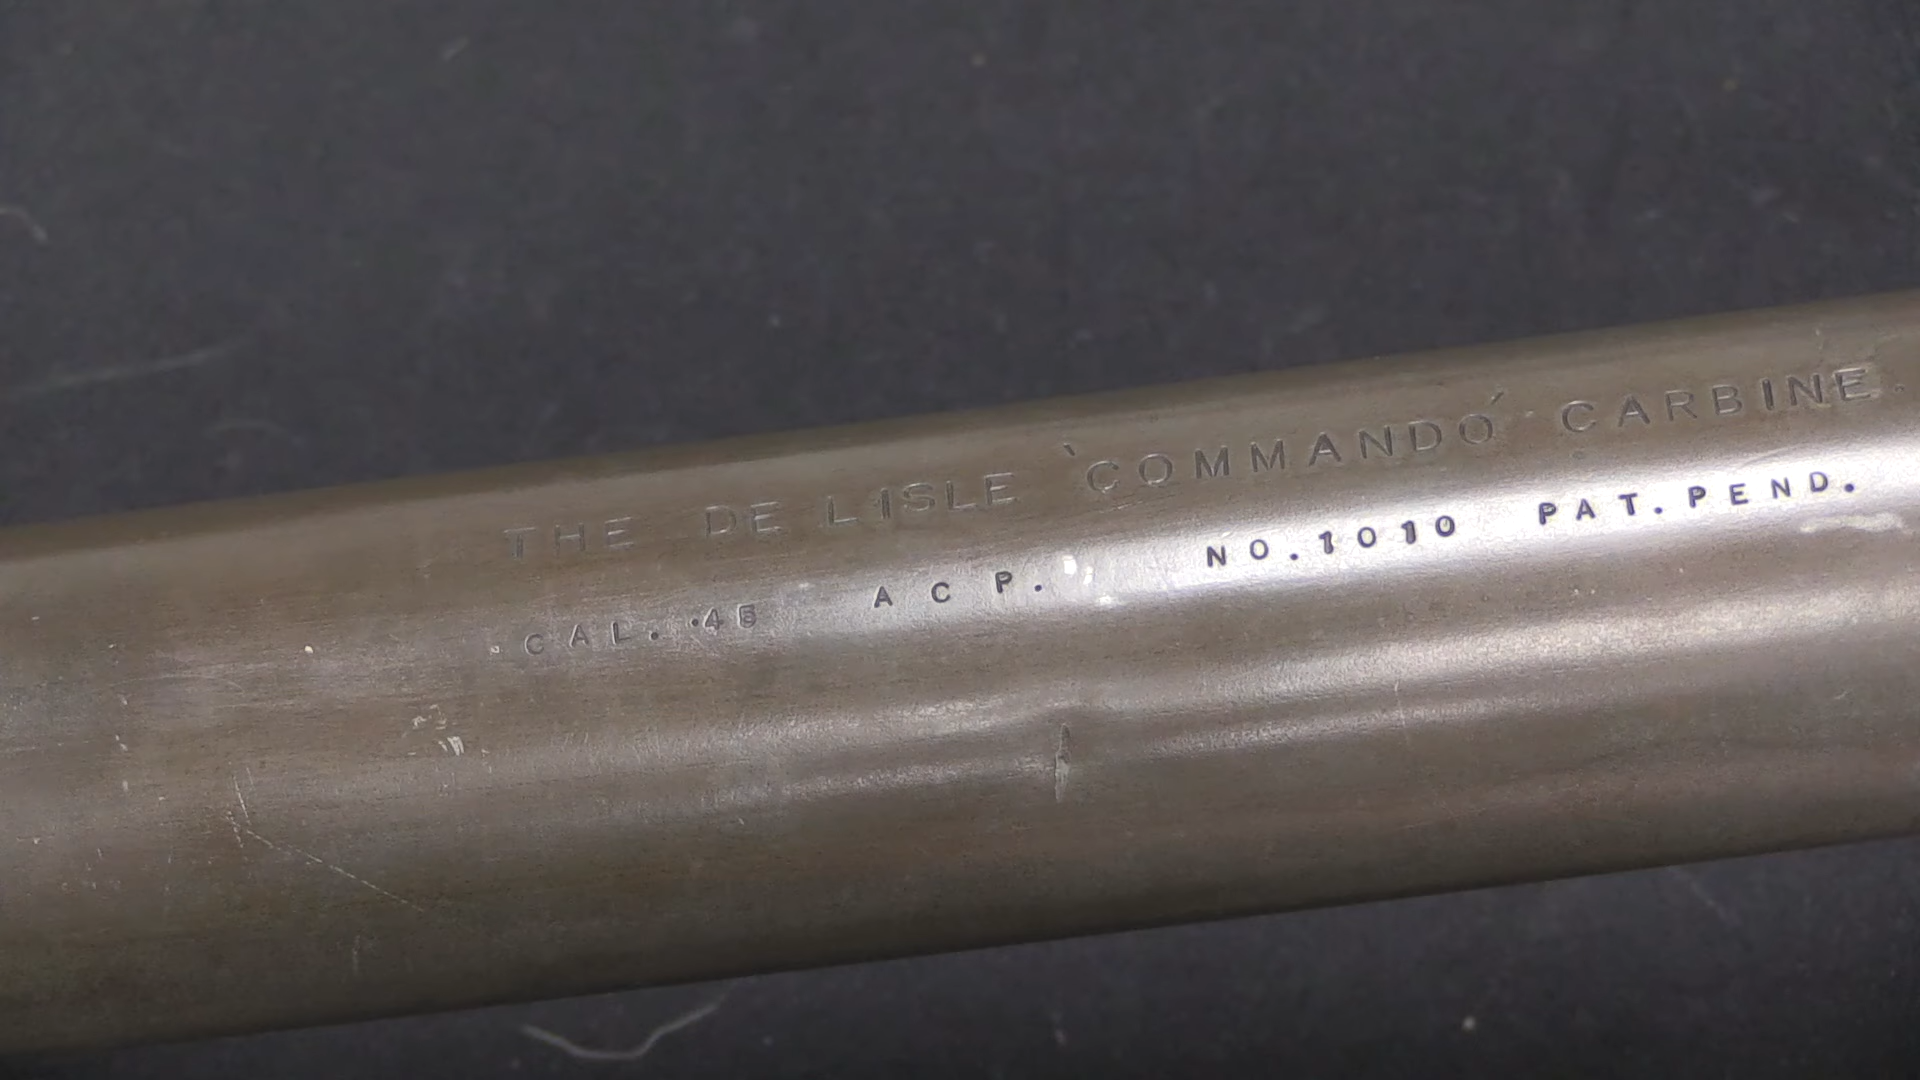 THE DE LISLE ‵COMMANDO′ CARBINE.
CAL. .45 A C P. NO.1010 PAT.PEND.